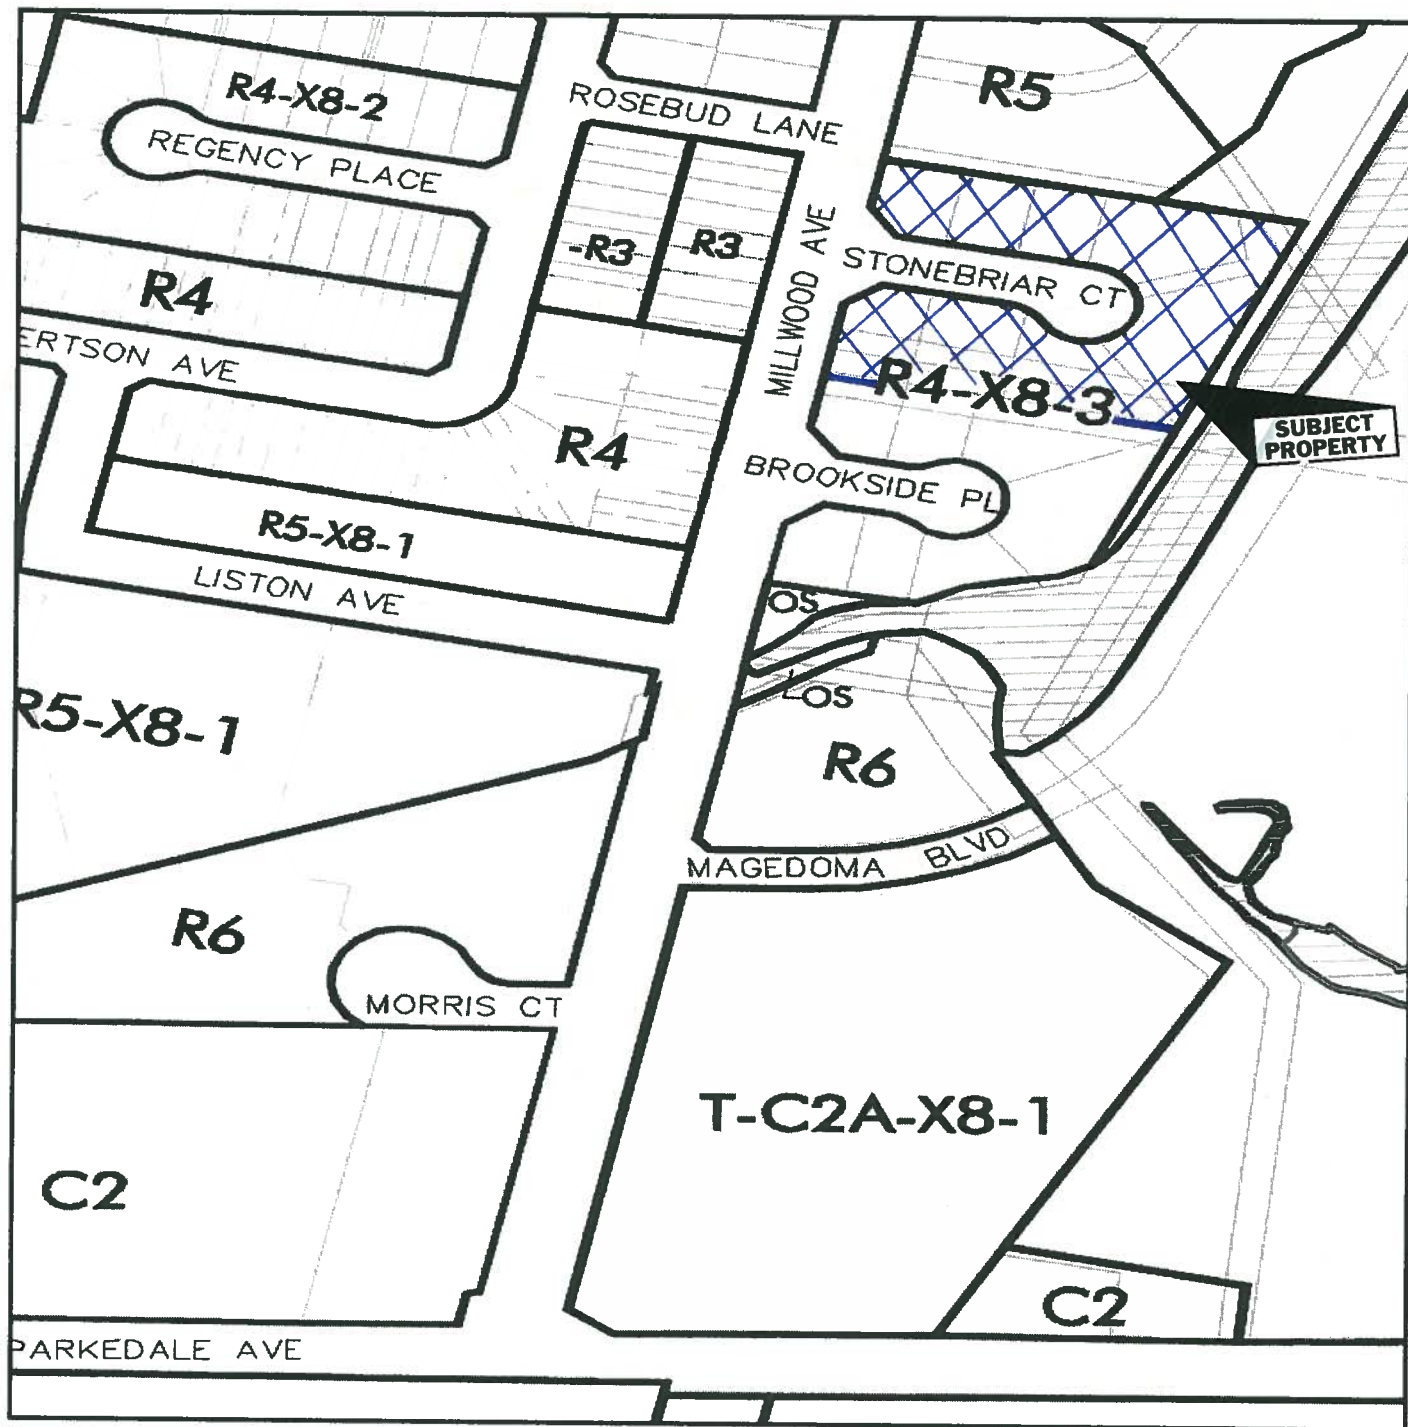 R5
R4-X8-2
ROSEBUD LANE
REGENCY PLACE
-R3
R3
MILLWOOD AVE
STONEBRIAR CT
R4
ERTSON AVE
R4-X8-3
SUBJECT
PROPERTY
R4
BROOKSIDE PL
R5-X8-1
LISTON AVE
OS
LOS
R5-X8-1
R6
MAGEDOMA BLVD
R6
MORRIS CT
T-C2A-X8-1
C2
C2
PARKEDALE AVE